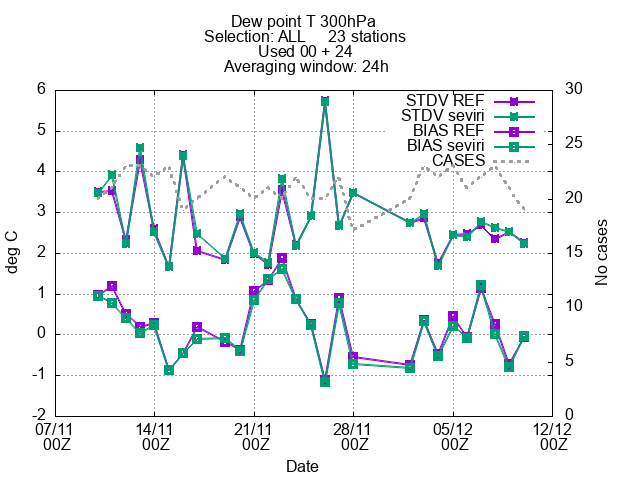 Dew point T 300hPa
Selection: ALL 23 stations
Used 00 + 24
Averaging window: 24h
STDV REF
STDV seviri
BIAS REF
BIAS seviri
CASES
6
5
4
3
2
1
0
-1
-2
deg C
30
25
20
15
10
5
0
No cases
07/11 14/11 21/11 28/11 05/12 12/12
00Z 00Z 00Z 00Z 00Z 00Z
Date